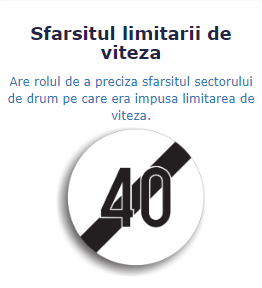 Sfarsitul limitarii de
viteza
Are rolul de a preciza sfarsitul sectorului
de drum pe care era impusa limitarea de
viteza.
40